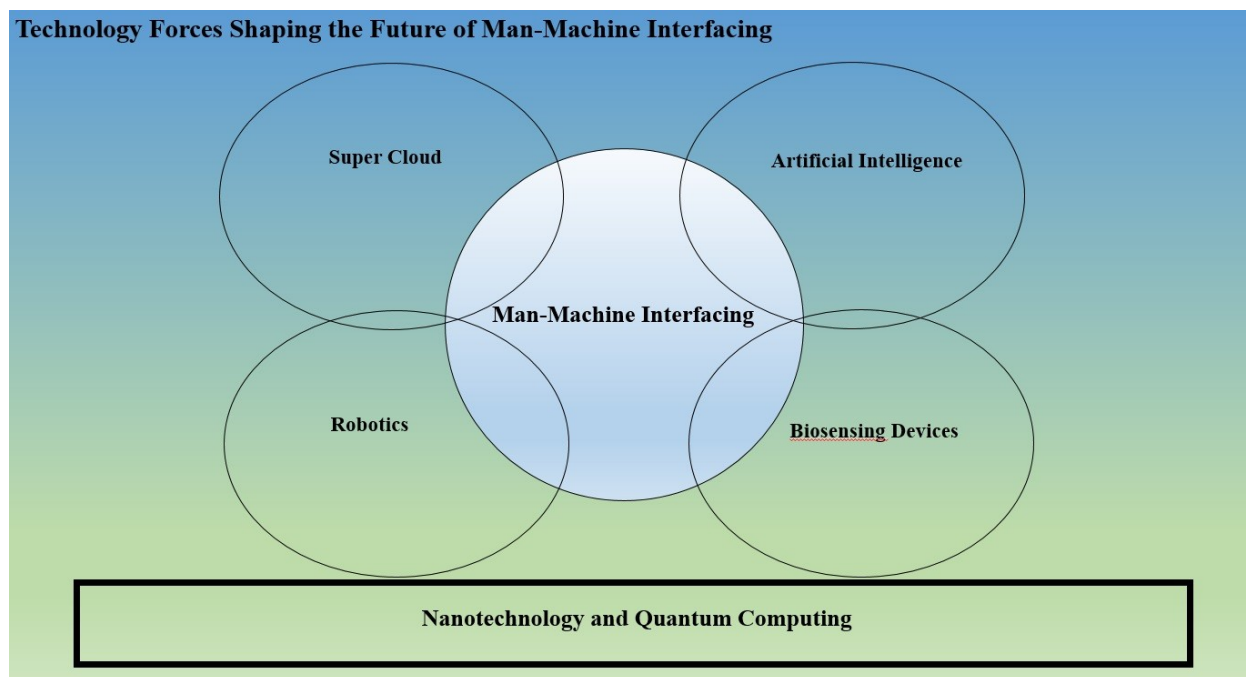 Technology Forces Shaping the Future of Man-Machine Interfacing
Super Cloud
Artificial Intelligence
Man-Machine Interfacing
Robotics
Biosensing Devices
Nanotechnology and Quantum Computing